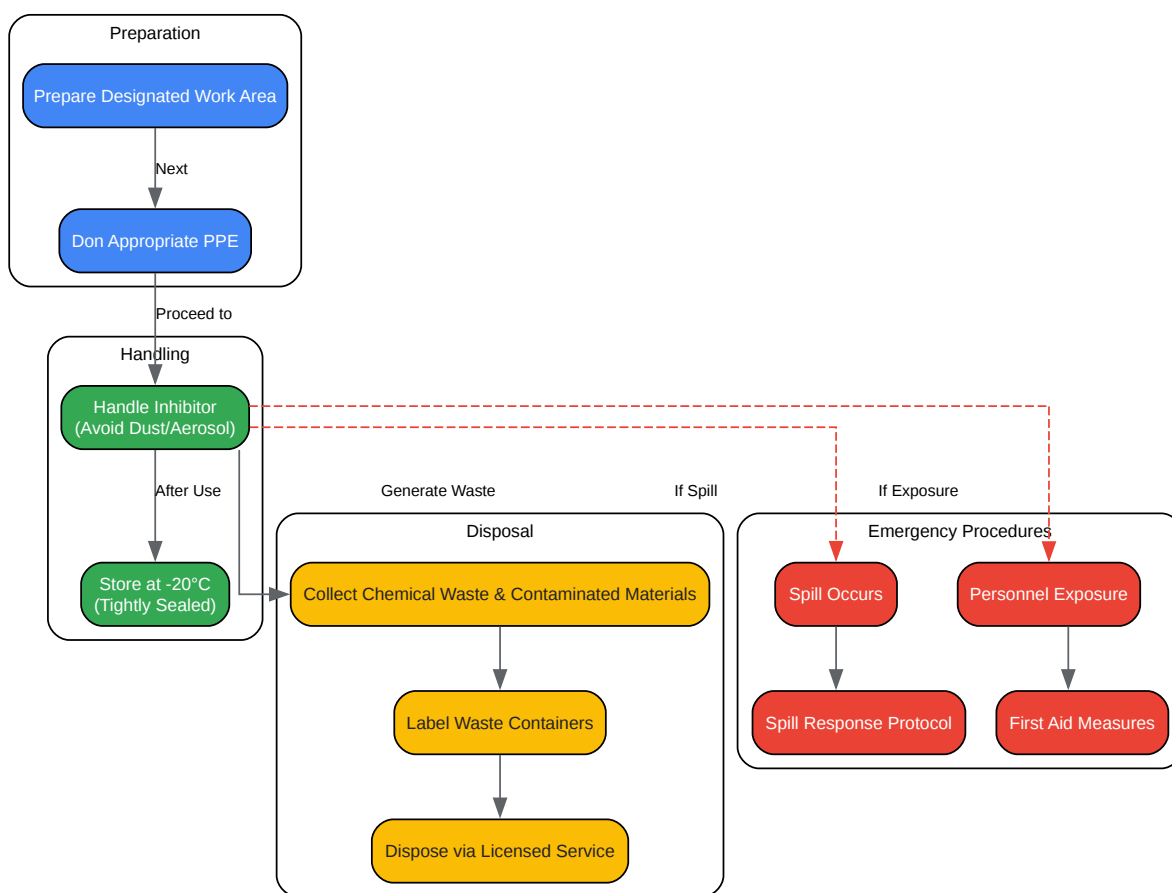 Preparation
Prepare Designated Work Area
Next
Don Appropriate PPE
Proceed to
Handling
Handle Inhibitor
(Avoid Dust/Aerosol)
After Use
Generate Waste
If Spill
If Exposure
Store at -20°C
(Tightly Sealed)
Disposal
Collect Chemical Waste & Contaminated Materials
Label Waste Containers
Dispose via Licensed Service
Emergency Procedures
Spill Occurs
Personnel Exposure
Spill Response Protocol
First Aid Measures